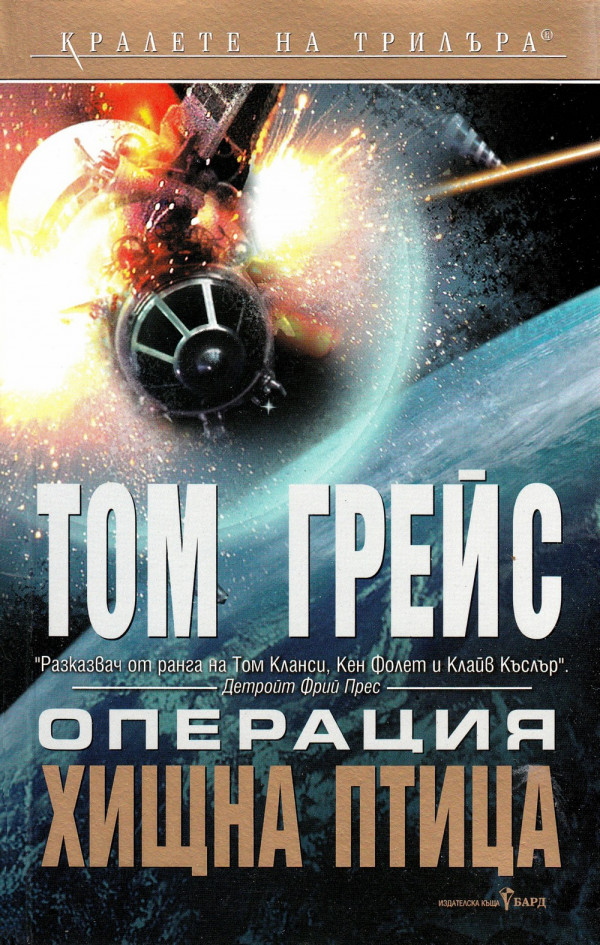 КРАЛЕТЕ НА ТРИЛЪРА®
ТОМ ГРЕЙС
"Разказвач от ранга на Том Кланси, Кен Фолет и Клайв Къслър".
Детройт Фрий Прес
ОПЕРАЦИЯ
ХИЩНА ПТИЦА
ИЗДАТЕЛСКА КЪЩА БАРД